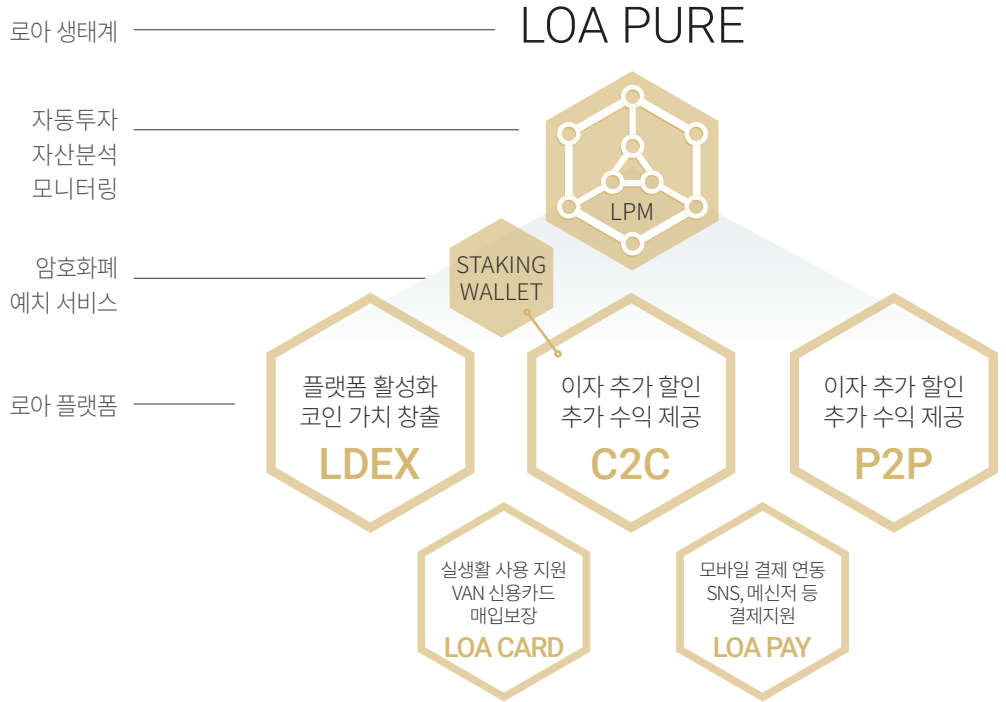 로아 생태계
LOA PURE
자동투자
자산분석
모니터링
LPM
암호화폐
예치 서비스
STAKING
WALLET
로아 플랫폼
플랫폼 활성화
코인 가치 창출
LDEX
이자 추가 할인
추가 수익 제공
C2C
이자 추가 할인
추가 수익 제공
P2P
실생활 사용 지원
VAN 신용카드
매입보장
LOA CARD
모바일 결제 연동
SNS, 메신저 등
결제지원
LOA PAY